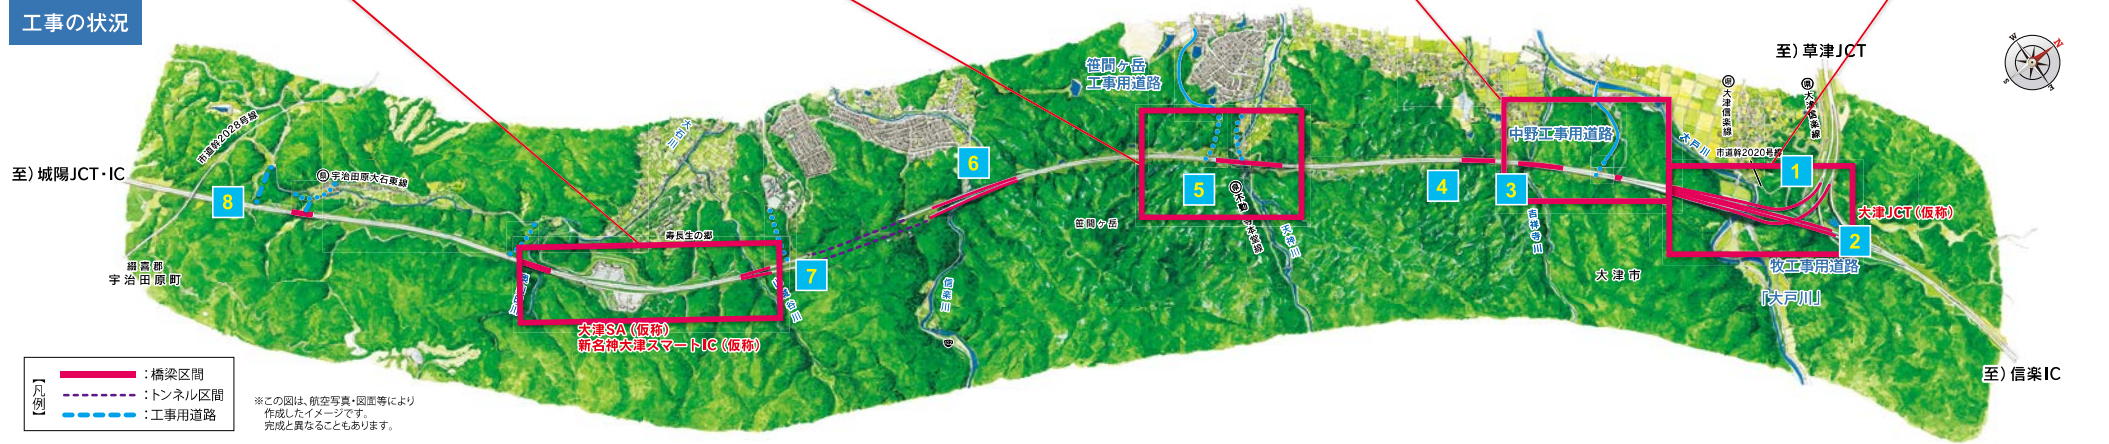 工事の状況
至）草津JCT
W
N
S
E
笹間ヶ岳
工事用道路
県大津信楽線
県大津信楽線
市道幹2028号線
大石川
中野工事用道路
大戸川
市道幹2020号線
1
6
至）城陽JCT・IC
県宇治田原大石東線
8
5
4
3
大津JCT（仮称）
笹間ヶ岳
天神川
吉祥寺川
2
寿長生の郷
綴喜郡
宇治田原町
7
信楽川
大津市
牧工事用道路
「大戸川」
大津SA（仮称）
新名神大津スマートIC（仮称）
至）信楽IC
【凡例】
：橋梁区間
：トンネル区間
：工事用道路
※この図は、航空写真・図面等により
作成したイメージです。
完成と異なることもあります。